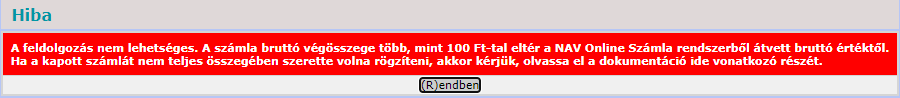 Hiba
A feldolgozás nem lehetséges. A számla bruttó végösszege több, mint 100 Ft-tal eltér a NAV Online Számla rendszerből átvett bruttó értéktől.
Ha a kapott számlát nem teljes összegében szerette volna rögzíteni, akkor kérjük, olvassa el a dokumentáció ide vonatkozó részét.
(R)endben